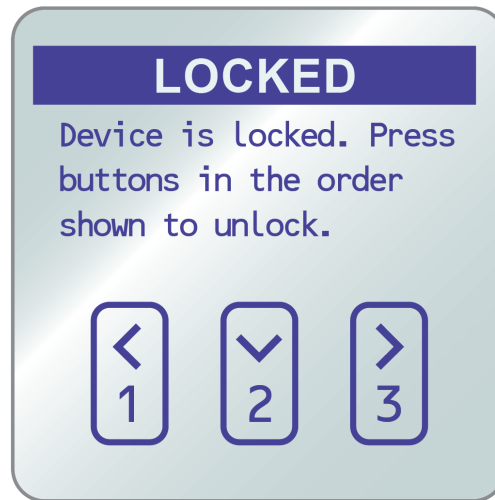 LOCKED
Device is locked. Press
buttons in the order
shown to unlock.
1 2 3